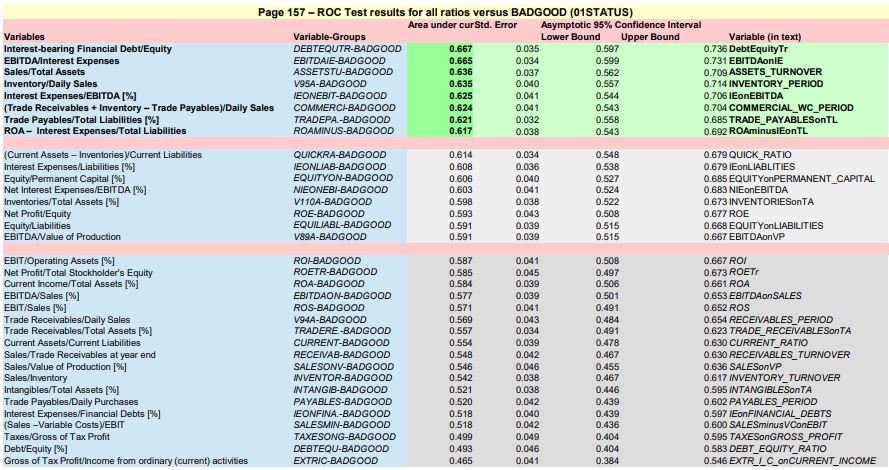 Page 157 – ROC Test results for all ratios versus BADGOOD (01STATUS)
Area under cur Std. Error Asymptotic 95% Confidence Interval
Variables Variable-Groups Lower Bound Upper Bound Variable (in text)
Interest-bearing Financial Debt/Equity DEBTEQUTR-BADGOOD 0.667 0.035 0.597 0.736 DebtEquityTr
EBITDA/Interest Expenses EBITDAIE-BADGOOD 0.665 0.034 0.599 0.731 EBITDAonIE
Sales/Total Assets ASSETSTU-BADGOOD 0.636 0.037 0.562 0.709 ASSETS_TURNOVER
Inventory/Daily Sales V95A-BADGOOD 0.635 0.040 0.557 0.714 INVENTORY_PERIOD
Interest Expenses/EBITDA [%] IEONEBIT-BADGOOD 0.625 0.041 0.544 0.706 IEonEBITDA
(Trade Receivables + Inventory – Trade Payables)/Daily Sales COMMERCI-BADGOOD 0.624 0.041 0.543 0.704 COMMERCIAL_WC_PERIOD
Trade Payables/Total Liabilities [%] TRADEPA.-BADGOOD 0.621 0.032 0.558 0.685 TRADE_PAYABLESonTL
ROA – Interest Expenses/Total Liabilities ROAMINUS-BADGOOD 0.617 0.038 0.543 0.692 ROAminusIEonTL
(Current Assets – Inventories)/Current Liabilities QUICKRA-BADGOOD 0.614 0.034 0.548 0.679 QUICK_RATIO
Interest Expenses/Liabilities [%] IEONLIAB-BADGOOD 0.608 0.036 0.538 0.679 IEonLIABILITIES
Equity/Permanent Capital [%] EQUITYON-BADGOOD 0.606 0.040 0.527 0.685 EQUITYonPERMANENT_CAPITAL
Net Interest Expenses/EBITDA [%] NIEONEBI-BADGOOD 0.603 0.041 0.524 0.683 NIEonEBITDA
Inventories/Total Assets [%] V110A-BADGOOD 0.598 0.038 0.522 0.673 INVENTORIESonTA
Net Profit/Equity ROE-BADGOOD 0.593 0.043 0.508 0.677 ROE
Equity/Liabilities EQUILIABL-BADGOOD 0.591 0.039 0.515 0.668 EQUITYonLIABILITIES
EBITDA/Value of Production V89A-BADGOOD 0.591 0.039 0.515 0.667 EBITDAonVP
EBIT/Operating Assets [%] ROI-BADGOOD 0.587 0.041 0.508 0.667 ROI
Net Profit/Total Stockholder's Equity ROETR-BADGOOD 0.585 0.045 0.497 0.673 ROETr
Current Income/Total Assets [%] ROA-BADGOOD 0.584 0.039 0.506 0.661 ROA
EBITDA/Sales [%] EBITDAON-BADGOOD 0.577 0.039 0.501 0.653 EBITDAonSALES
EBIT/Sales [%] ROS-BADGOOD 0.571 0.041 0.491 0.652 ROS
Trade Receivables/Daily Sales V94A-BADGOOD 0.569 0.043 0.484 0.654 RECEIVABLES_PERIOD
Trade Receivables/Total Assets [%] TRADERE.-BADGOOD 0.557 0.034 0.491 0.623 TRADE_RECEIVABLESonTA
Current Assets/Current Liabilities CURRENT-BADGOOD 0.554 0.039 0.478 0.630 CURRENT_RATIO
Sales/Trade Receivables at year end RECEIVAB-BADGOOD 0.548 0.042 0.467 0.630 RECEIVABLES_TURNOVER
Sales/Value of Production [%] SALESONV-BADGOOD 0.546 0.046 0.455 0.636 SALESonVP
Sales/Inventory INVENTOR-BADGOOD 0.542 0.038 0.467 0.617 INVENTORY_TURNOVER
Intangibles/Total Assets [%] INTANGIB-BADGOOD 0.521 0.038 0.446 0.595 INTANGIBLESonTA
Trade Payables/Daily Purchases PAYABLES-BADGOOD 0.520 0.042 0.439 0.602 PAYABLES_PERIOD
Interest Expenses/Financial Debts [%] IEONFINA.-BADGOOD 0.518 0.040 0.439 0.597 IEonFINANCIAL_DEBTS
(Sales –Variable Costs)/EBIT SALESMIN-BADGOOD 0.518 0.042 0.436 0.600 SALESminusVConEBIT
Taxes/Gross of Tax Profit TAXESONG-BADGOOD 0.499 0.049 0.404 0.595 TAXESonGROSS_PROFIT
Debt/Equity [%] DEBTEQU-BADGOOD 0.493 0.046 0.404 0.583 DEBT_EQUITY_RATIO
Gross of Tax Profit/Income from ordinary (current) activities EXTRIC-BADGOOD 0.465 0.041 0.384 0.546 EXTR_I_C_onCURRENT_INCOME